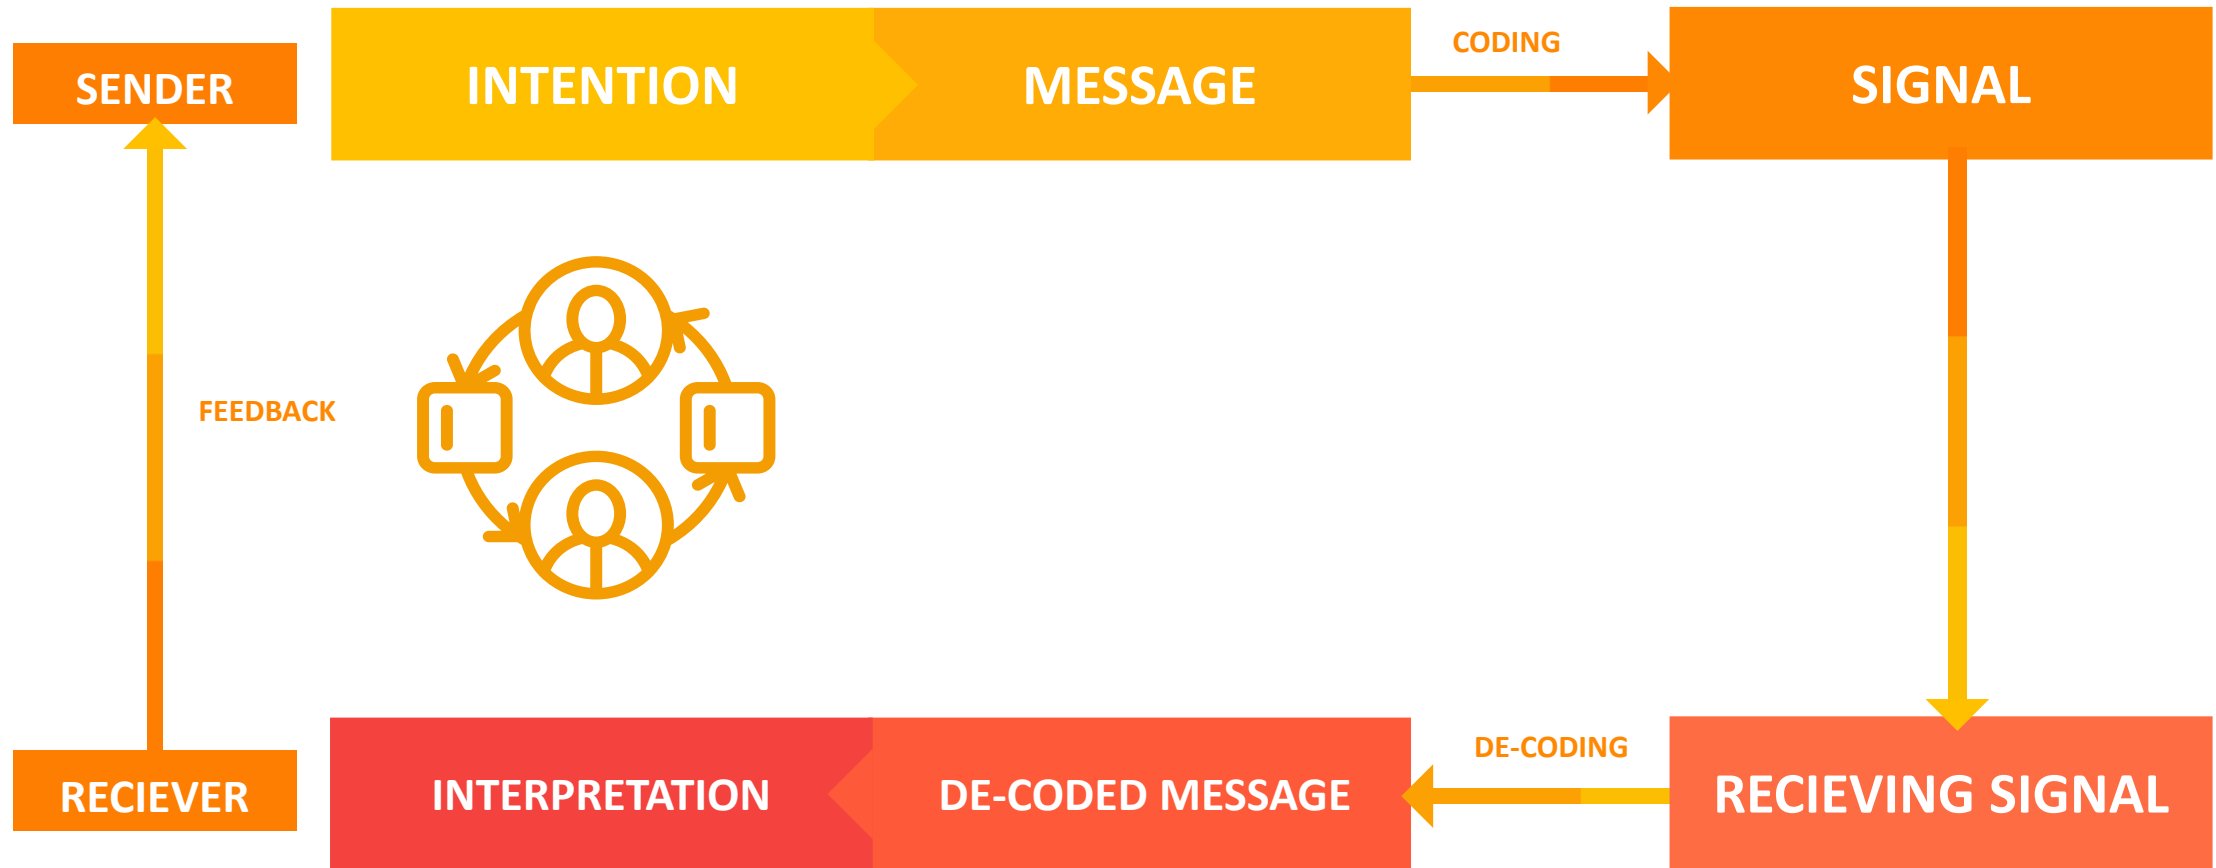 SENDER
INTENTION
MESSAGE
CODING
SIGNAL
FEEDBACK
RECIEVER
INTERPRETATION
DE-CODED MESSAGE
DE-CODING
RECIEVING SIGNAL